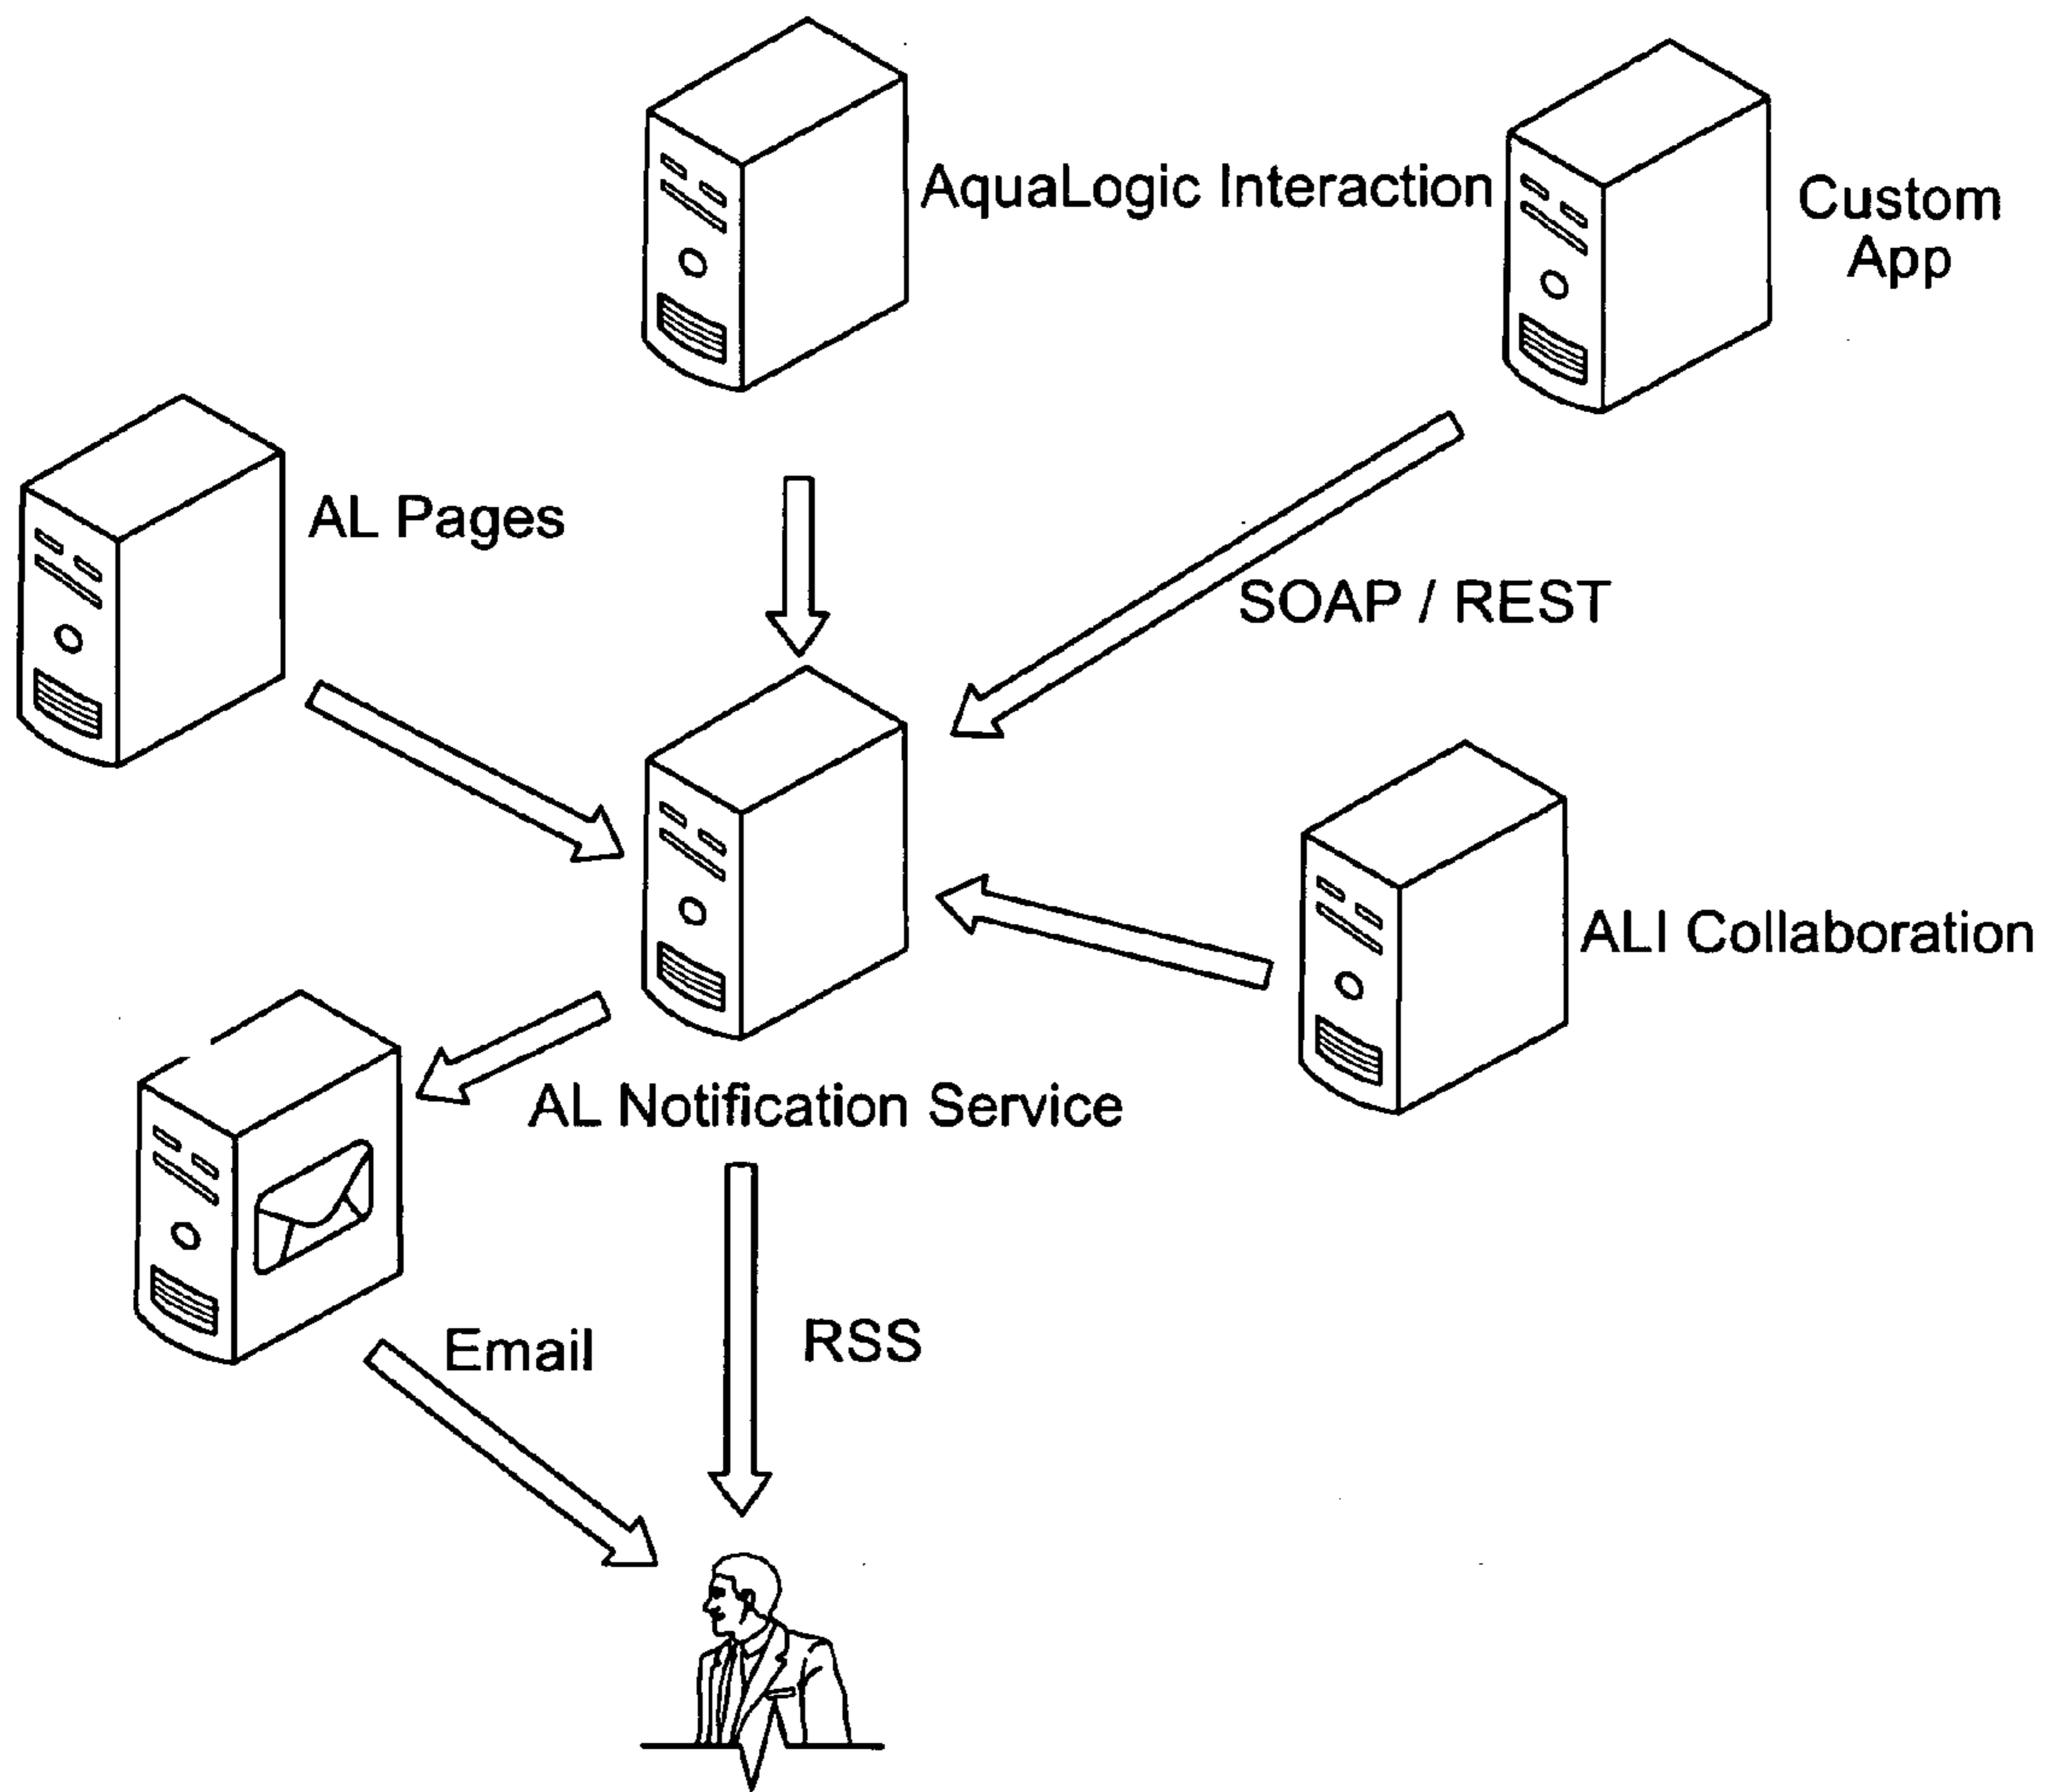 AquaLogic Interaction
Custom
App
AL Pages
SOAP / REST
ALI Collaboration
AL Notification Service
Email
RSS